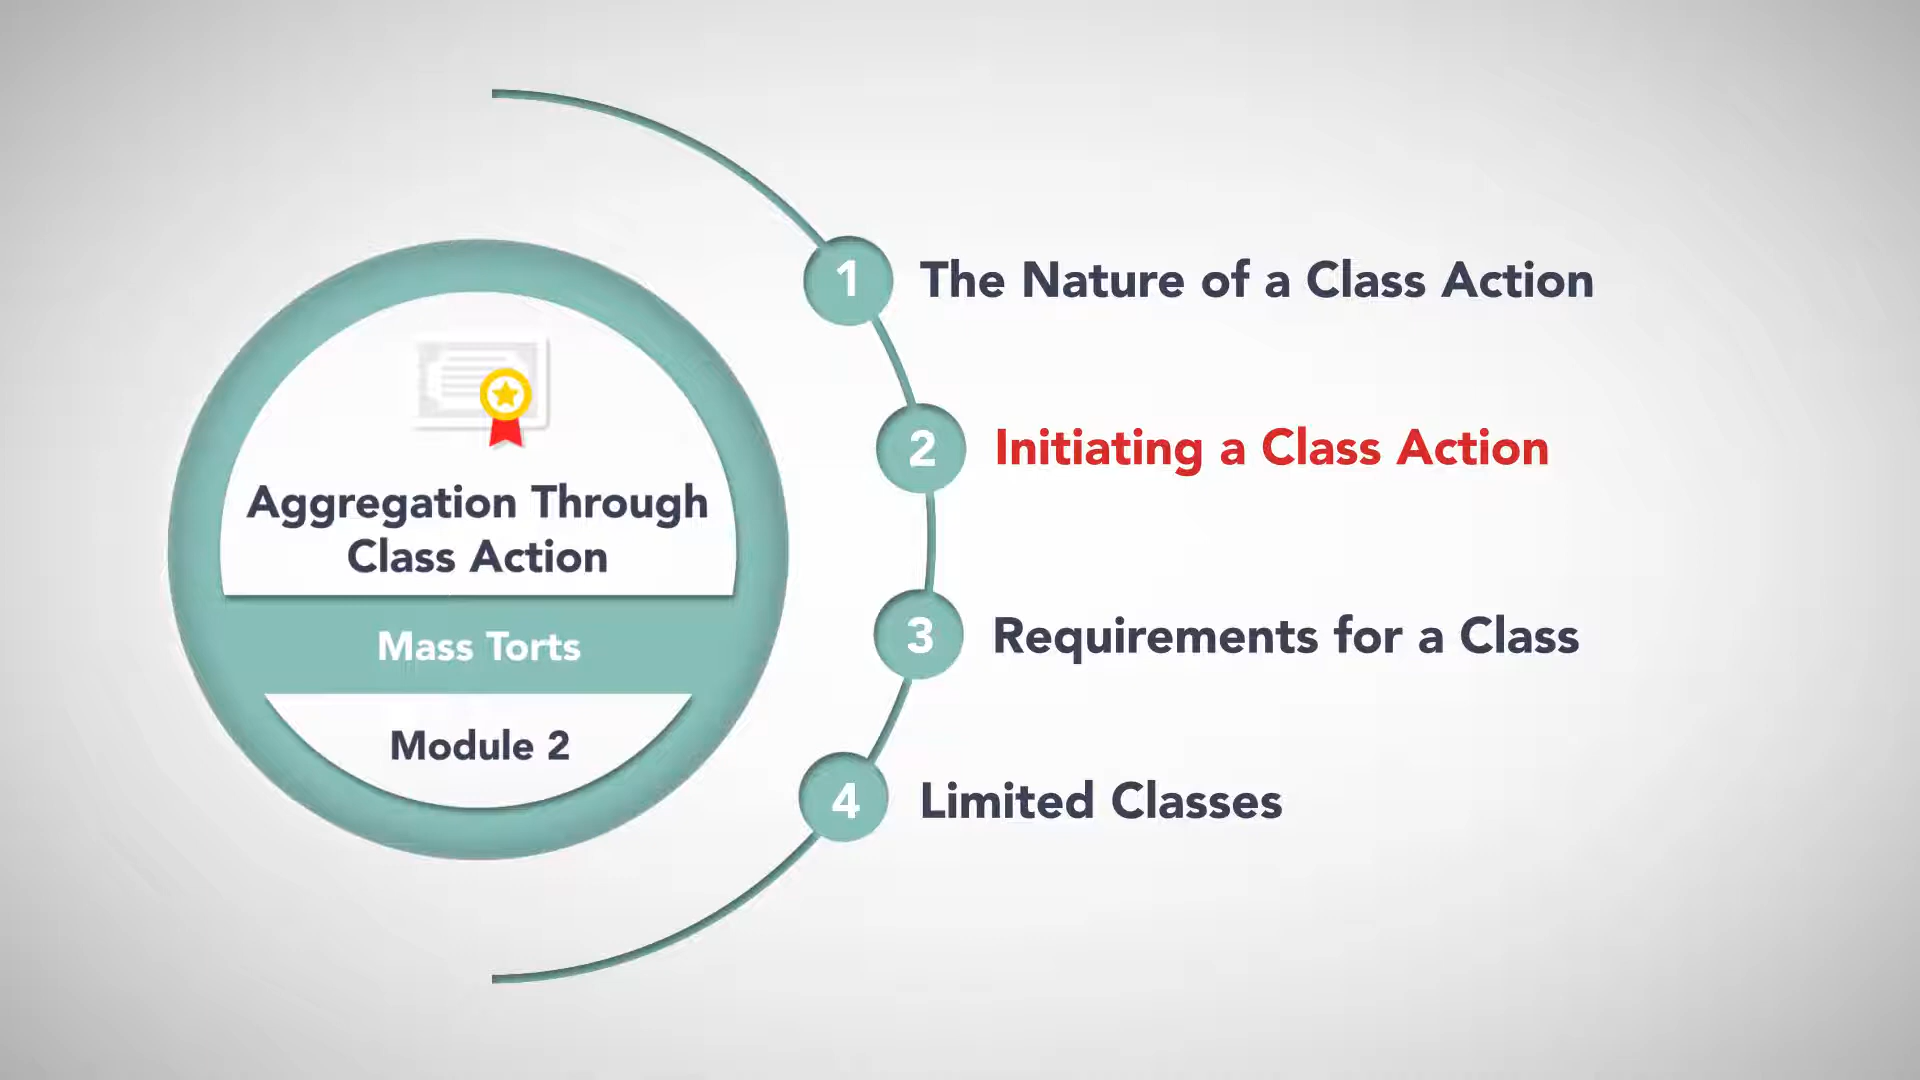 Aggregation Through
Class Action
Mass Torts
Module 2
1 The Nature of a Class Action
2 Initiating a Class Action
3 Requirements for a Class
4 Limited Classes